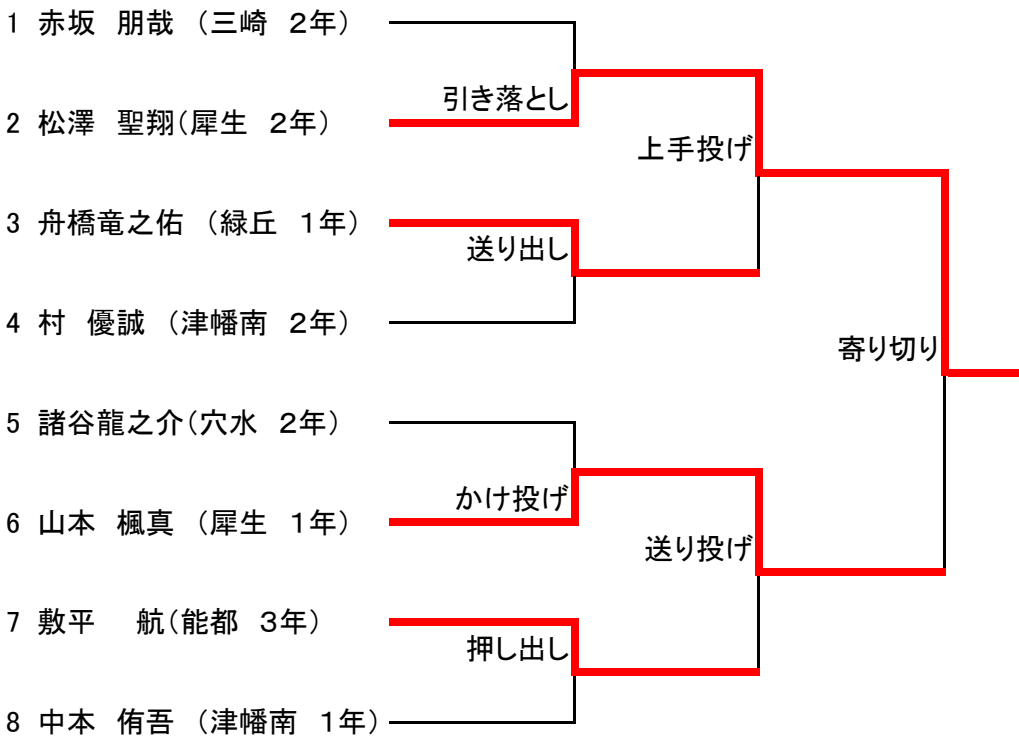 1 赤坂 朋哉 （三崎 2年）
引き落とし
2 松澤 聖翔（犀生 2年）
上手投げ
3 舟橋竜之佑 （緑丘 1年）
送り出し
4 村 優誠 （津幡南 2年）
寄り切り
5 諸谷龍之介（穴水 2年）
かけ投げ
6 山本 楓真 （犀生 1年）
送り投げ
7 敷平 航（能都 3年）
押し出し
8 中本 侑吾 （津幡南 1年）